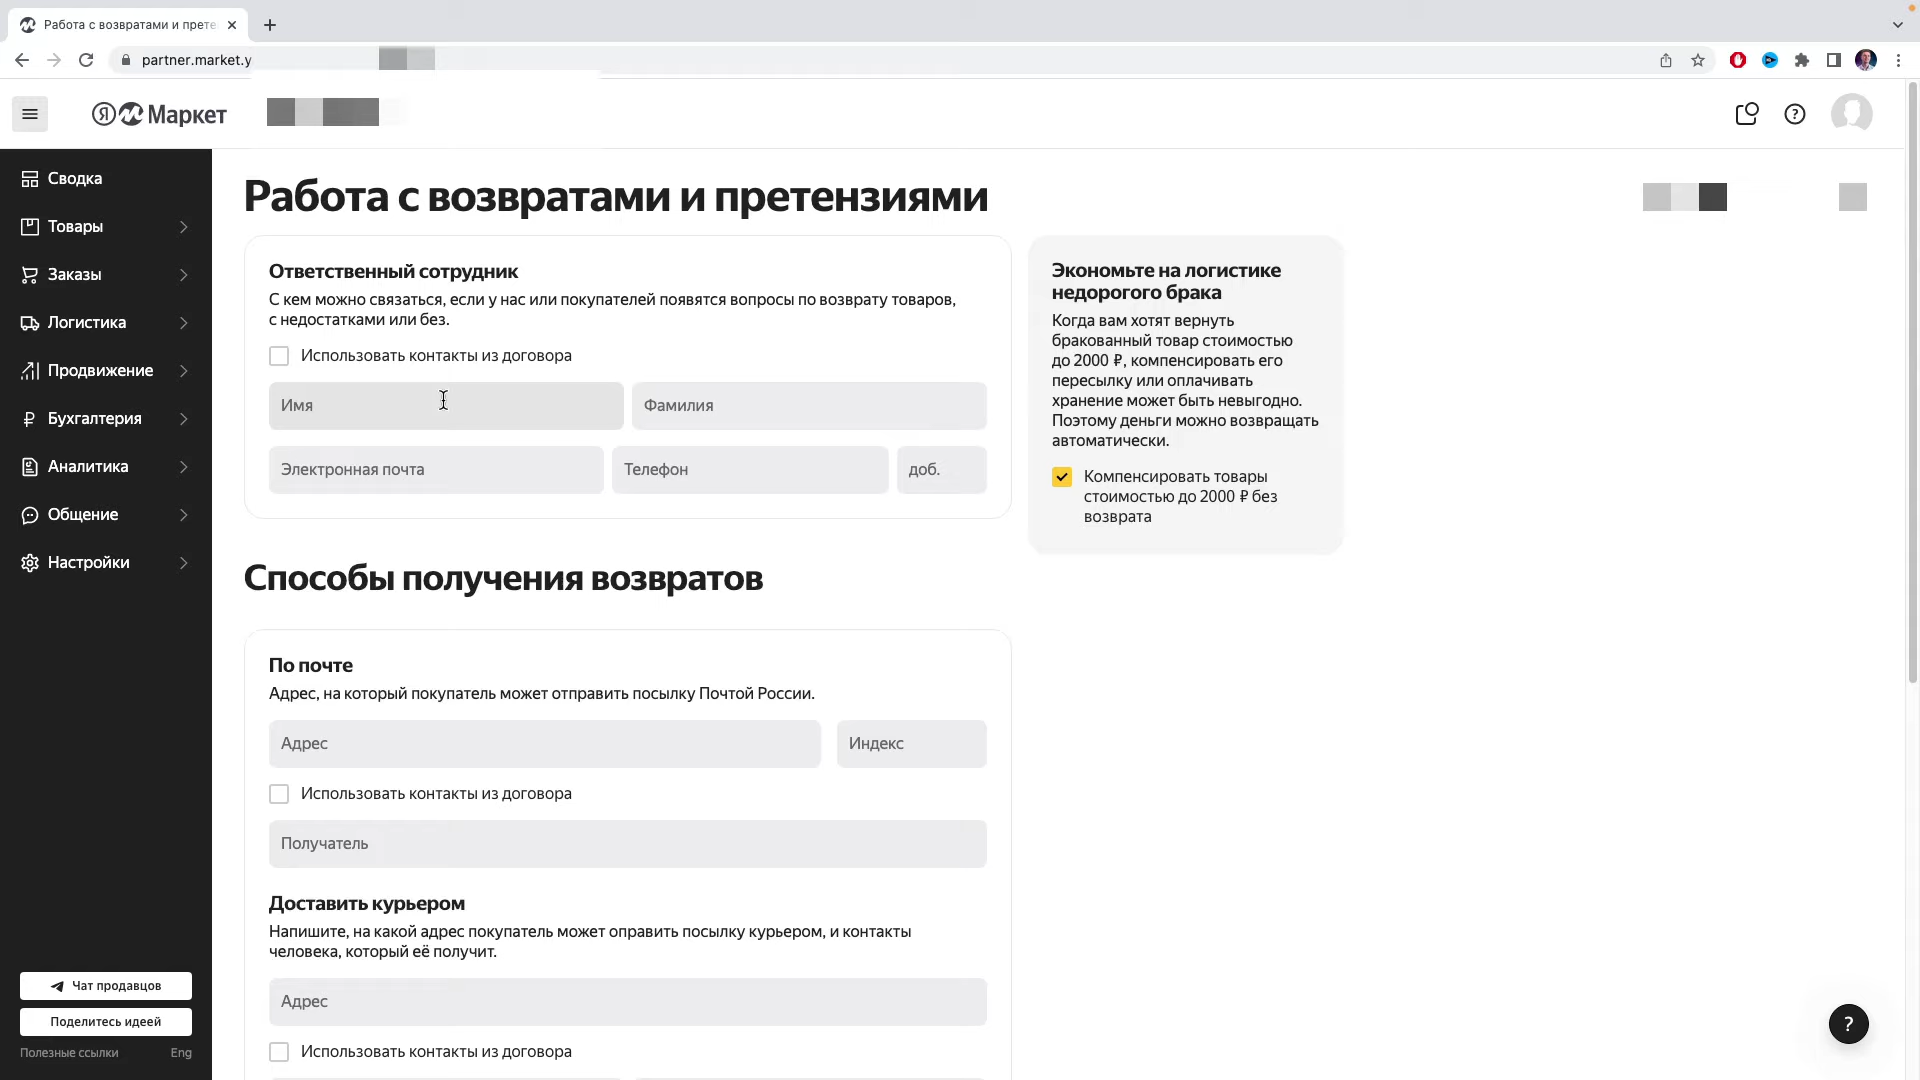 Работа с возвратами и прете
partner.market.y
Маркет
Сводка
Товары
Заказы
Логистика
Продвижение
Бухгалтерия
Аналитика
Общение
Настройки
Чат продавцов
Поделитесь идеей
Полезные ссылки Eng
Работа с возвратами и претензиями
Ответственный сотрудник
С кем можно связаться, если у нас или покупателей появятся вопросы по возврату товаров,
с недостатками или без.
Использовать контакты из договора
Имя Фамилия
Электронная почта Телефон доб.
Экономьте на логистике
недорогого брака
Когда вам хотят вернуть
бракованный товар стоимостью
до 2000 ₽, компенсировать его
пересылку или оплачивать
хранение может быть невыгодно.
Поэтому деньги можно возвращать
автоматически.
Компенсировать товары
стоимостью до 2000 ₽ без
возврата
Способы получения возвратов
По почте
Адрес, на который покупатель может отправить посылку Почтой России.
Адрес Индекс
Использовать контакты из договора
Получатель
Доставить курьером
Напишите, на какой адрес покупатель может оправить посылку курьером, и контакты
человека, который её получит.
Адрес
Использовать контакты из договора
?